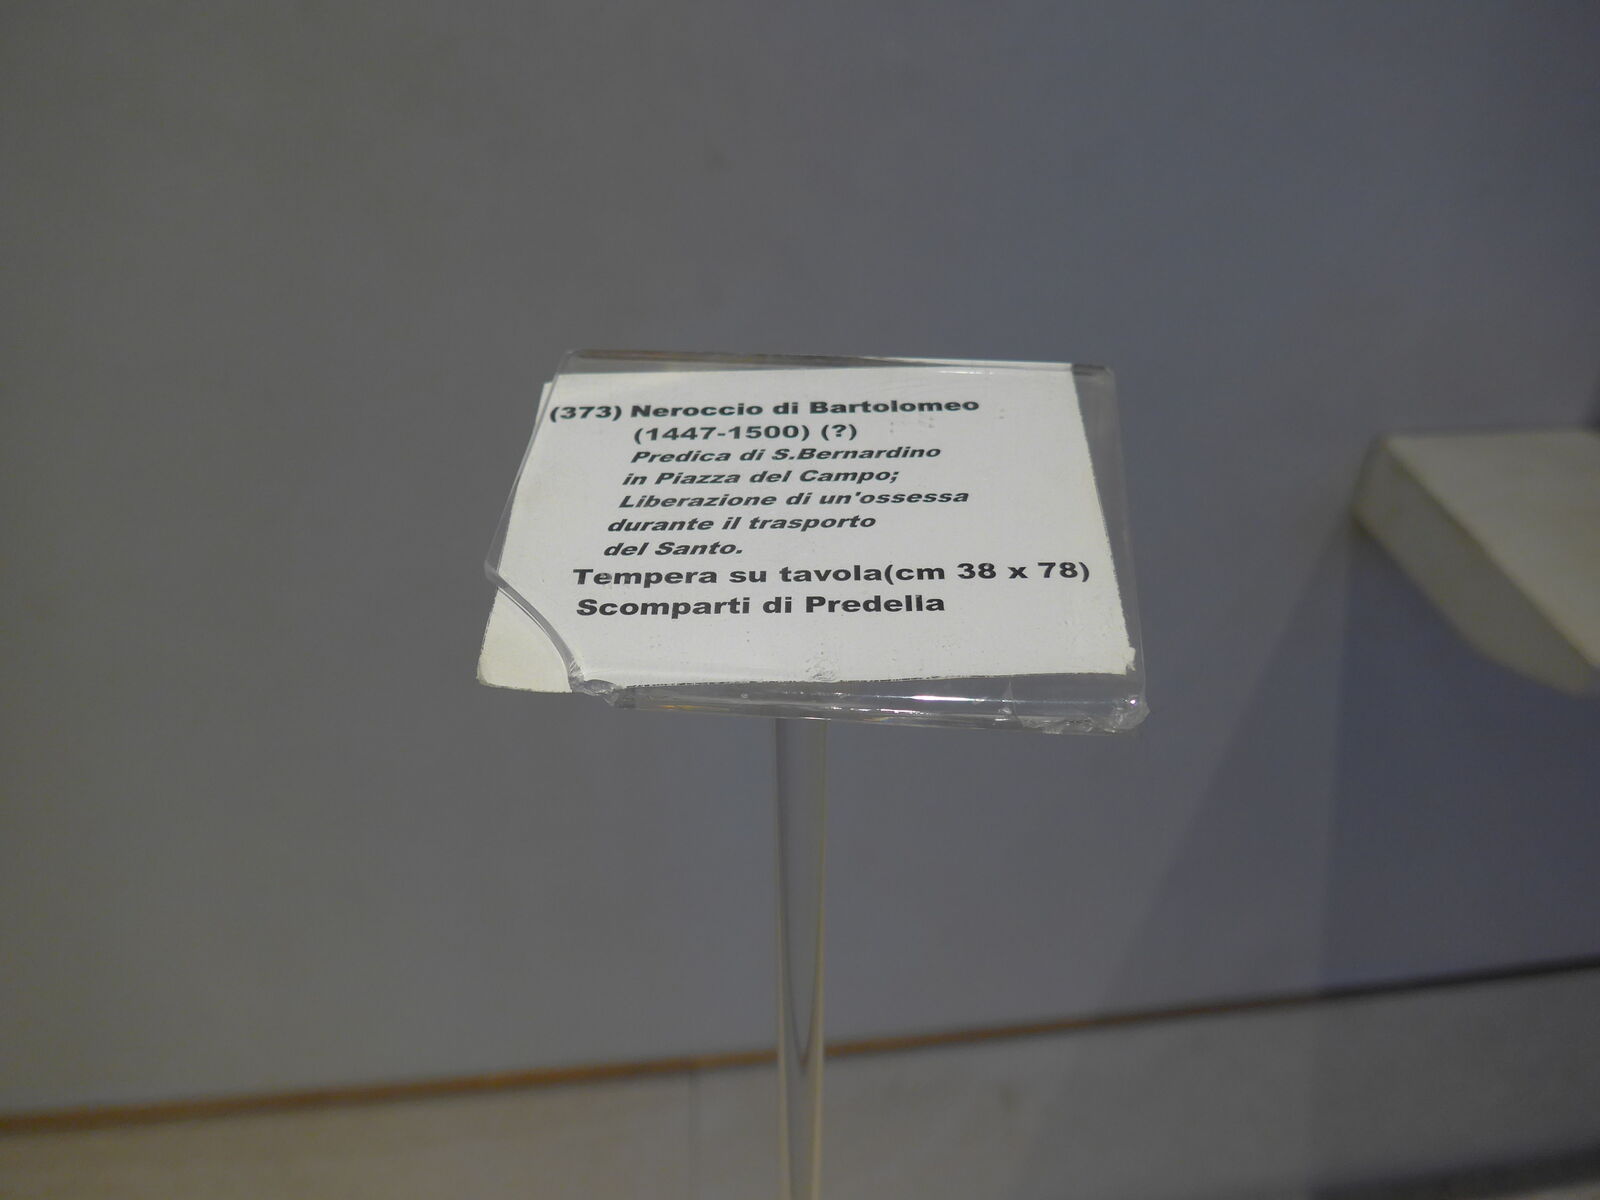 (373) Neroccio di Bartolomeo
(1447-1500) (?)
Predica di S.Bernardino
in Piazza del Campo;
Liberazione di un'ossessa
durante il trasporto
del Santo.
Tempera su tavola(cm 38 x 78)
Scomparti di Predella